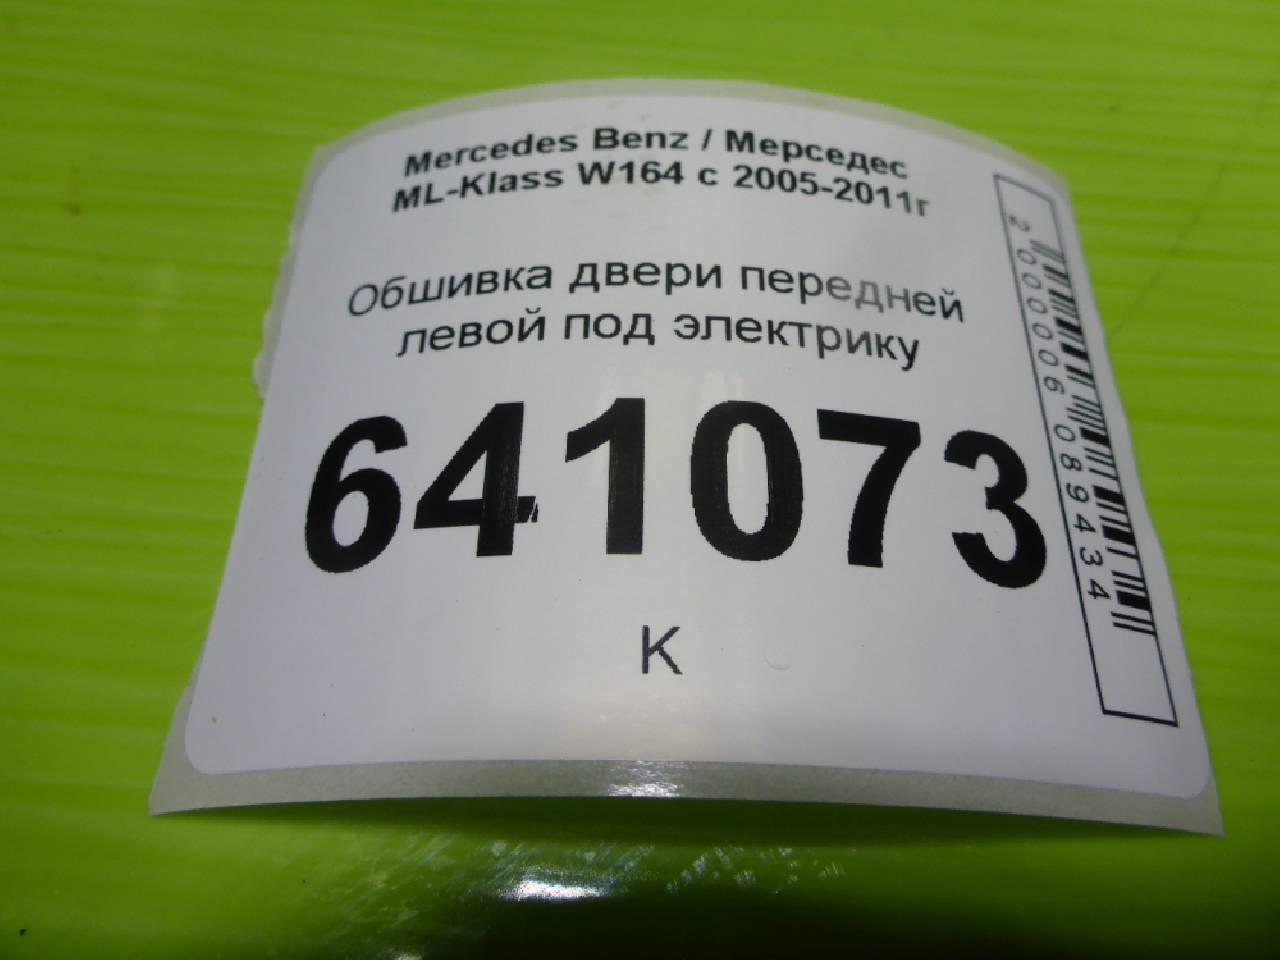 Mercedes Benz / Мерседес
ML-Klass W164 с 2005-2011г
Обшивка двери передней
левой под электрику
641073
К
2000006089434